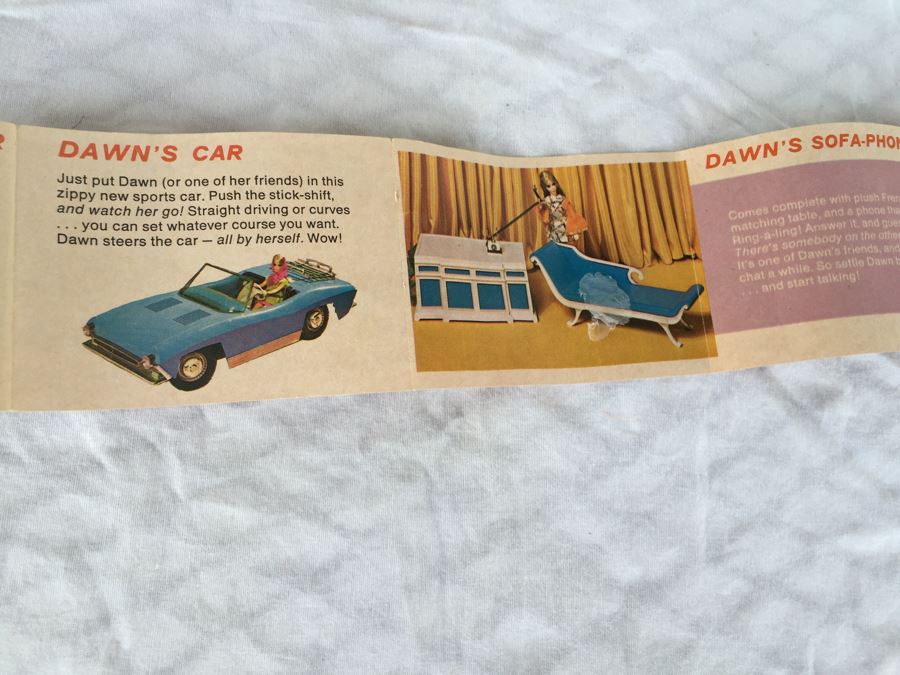 R
DAWN'S CAR
Just put Dawn (or one of her friends) in this
zippy new sports car. Push the stick-shift,
and watch her go! Straight driving or curves
. . . you can set whatever course you want.
Dawn steers the car — all by herself. Wow!
DAWN'S SOFA-PHON
Comes complete with plush Fren
matching table, and a phone tha
Ring-a-ling! Answer it, and gues
There's somebody on the othe
It's one of Dawn's friends, and
chat a while. So settle Dawn b
. . . and start talking!